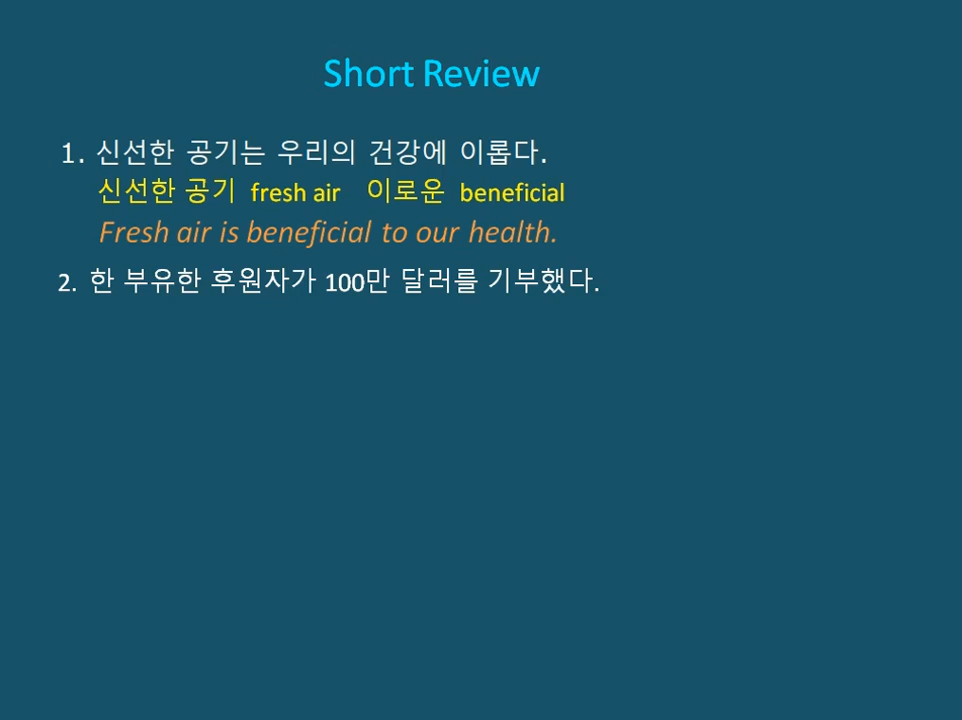 Short Review
1. 신선한 공기는 우리의 건강에 이롭다.
신선한 공기 fresh air 이로운 beneficial
Fresh air is beneficial to our health.
2. 한 부유한 후원자가 100만 달러를 기부했다.